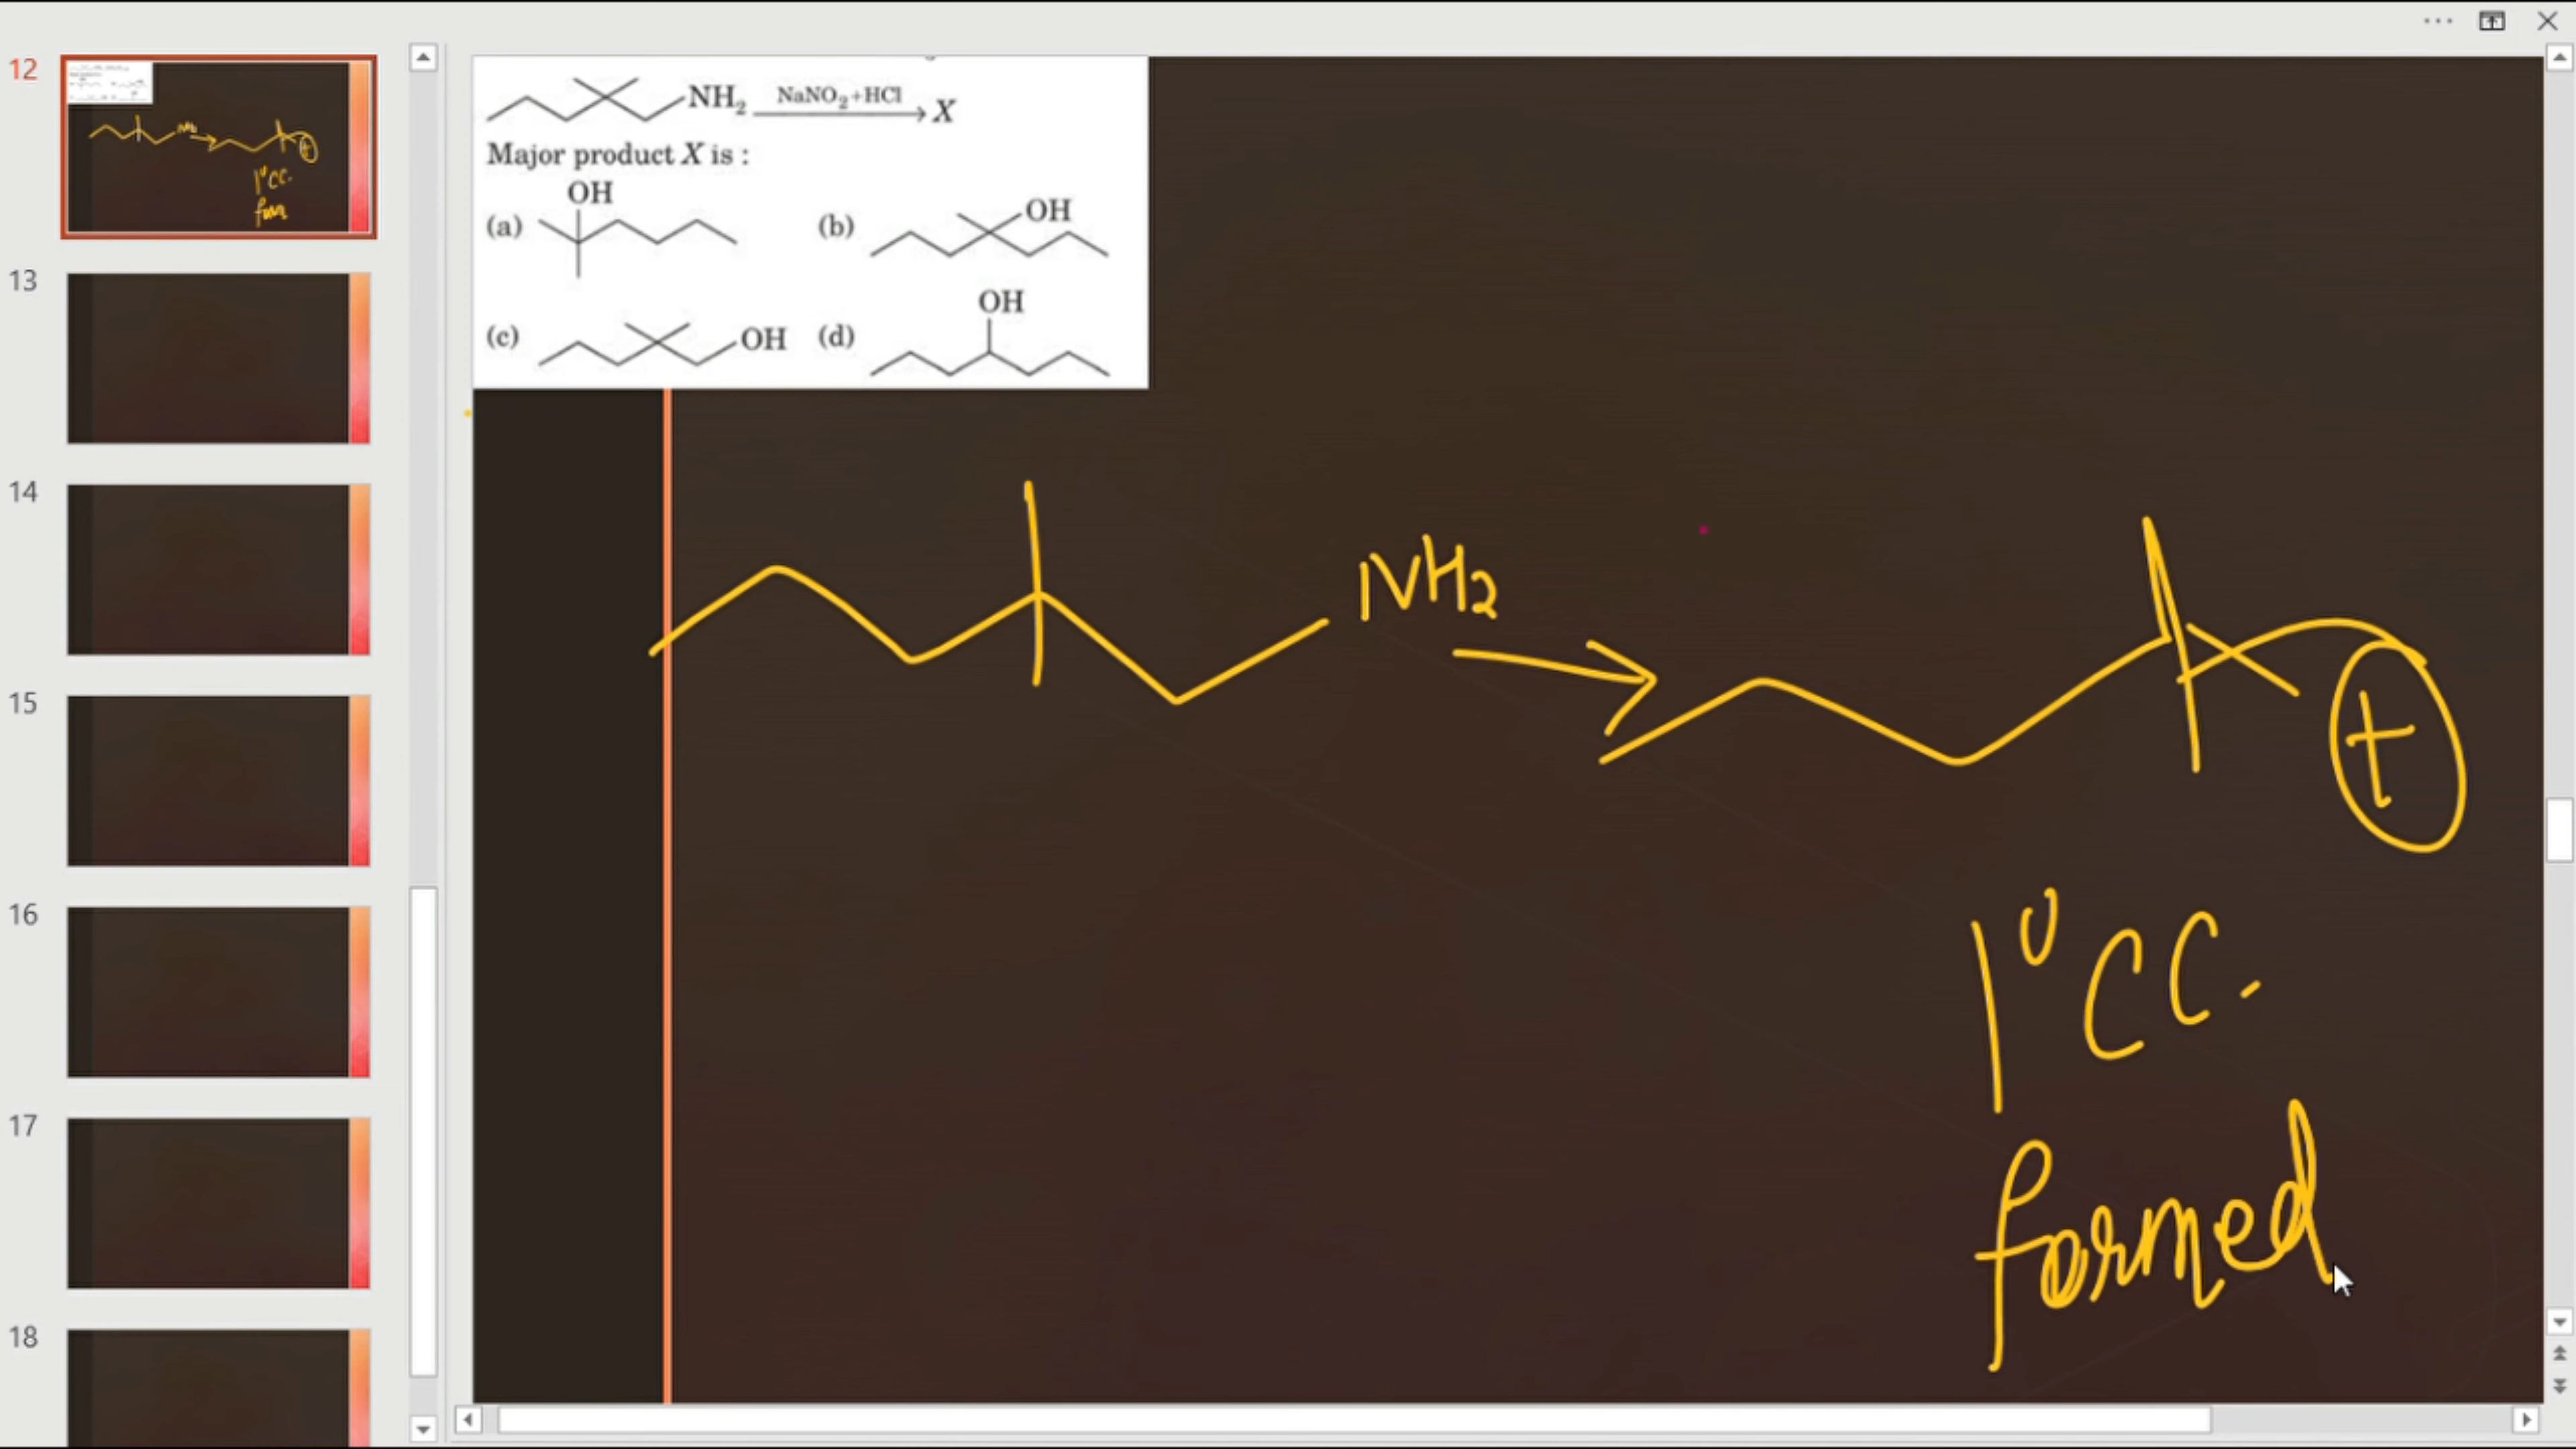 12
13
14
15
16
17
18
NH₂ NaNO₂+HCl X
Major product X is :
OH
(a)
(b) OH
(c) OH
(d) OH
NH₂
+
1° CC.
formed